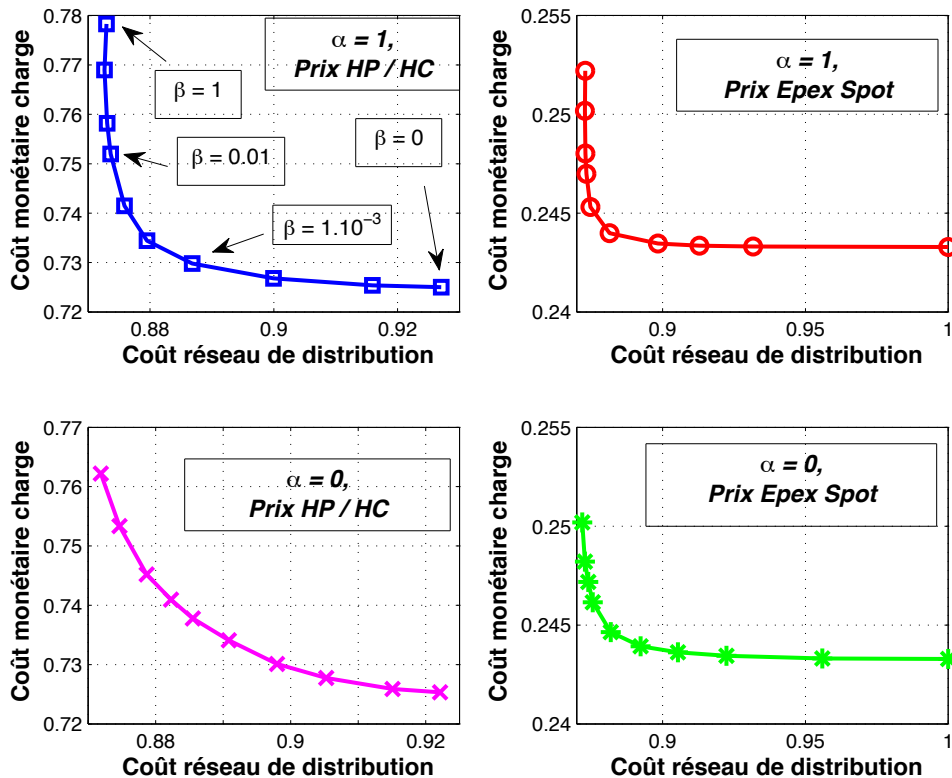 Coût monétaire charge
0.78
0.77
0.76
0.75
0.74
0.73
0.72
0.88
0.9
0.92
Coût réseau de distribution
α = 1,
Prix HP / HC
β = 1
β = 0
β = 0.01
β = 1.10⁻³
Coût monétaire charge
0.255
0.25
0.245
0.24
0.9
0.95
1
Coût réseau de distribution
α = 1,
Prix Epex Spot
Coût monétaire charge
0.77
0.76
0.75
0.74
0.73
0.72
0.88
0.9
0.92
Coût réseau de distribution
α = 0,
Prix HP / HC
Coût monétaire charge
0.255
0.25
0.245
0.24
0.9
0.95
1
Coût réseau de distribution
α = 0,
Prix Epex Spot